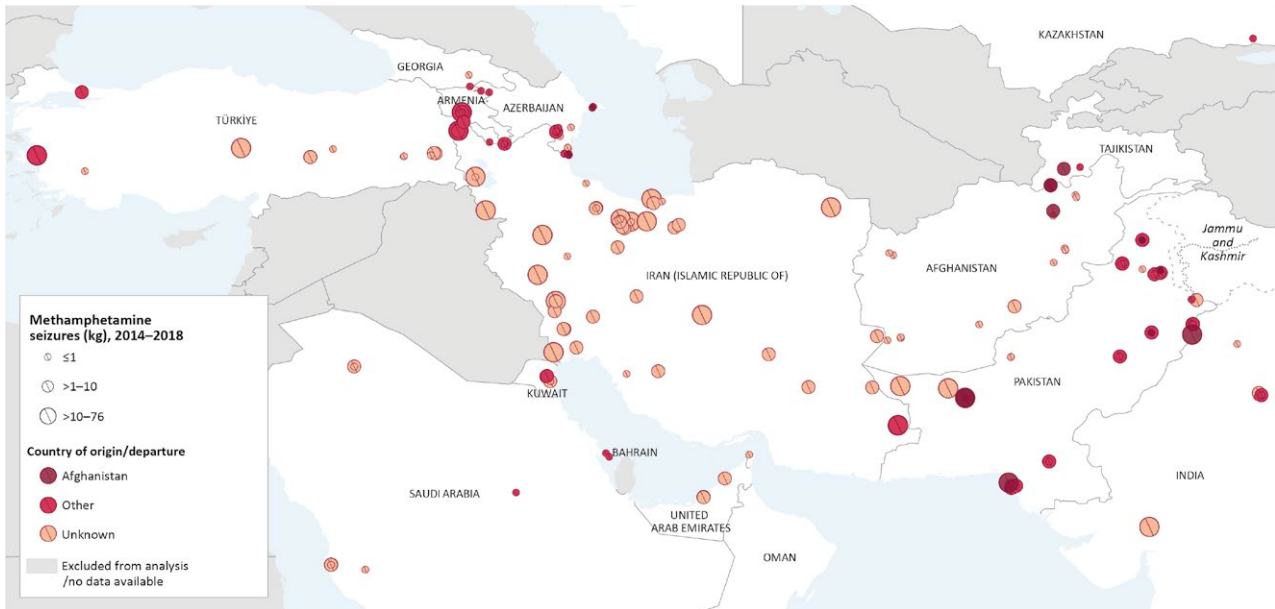 KAZAKHSTAN
GEORGIA
ARMENIA
AZERBAIJAN
TÜRKİYE
TAJIKISTAN
Jammu
and
Kashmir
IRAN (ISLAMIC REPUBLIC OF)
AFGHANISTAN
Methamphetamine
seizures (kg), 2014–2018
≤1
>1–10
>10–76
Country of origin/departure
Afghanistan
Other
Unknown
Excluded from analysis
/no data available
KUWAIT
PAKISTAN
BAHRAIN
SAUDI ARABIA
INDIA
UNITED
ARAB EMIRATES
OMAN